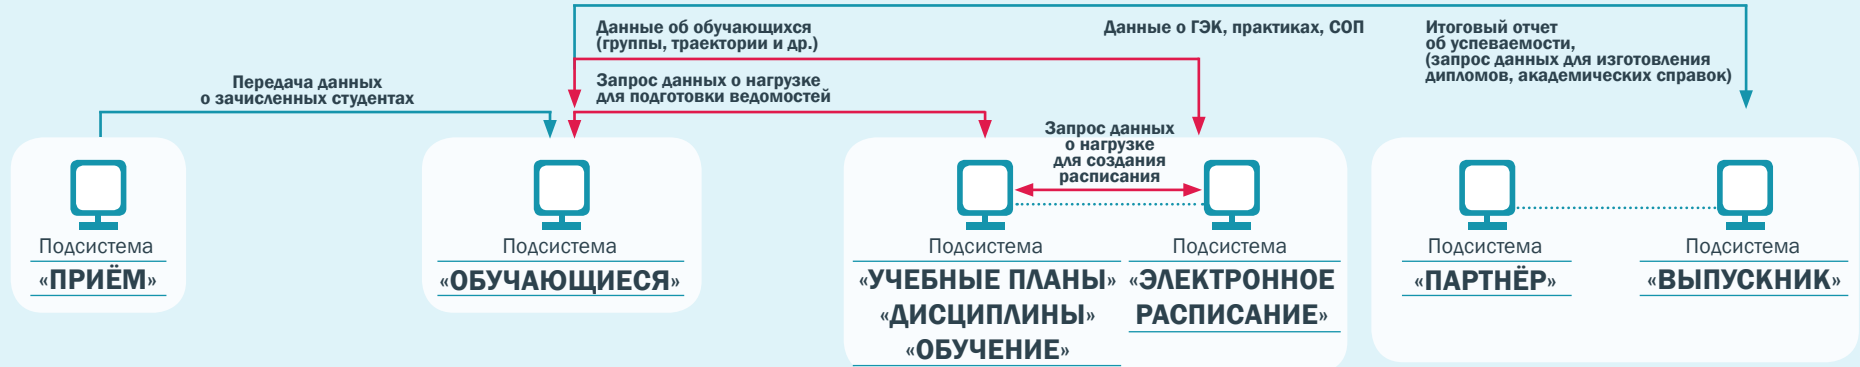 Данные об обучающихся
(группы, траектории и др.)
Данные о ГЭК, практиках, СОП
Итоговый отчет
об успеваемости,
(запрос данных для изготовления
дипломов, академических справок)
Передача данных
о зачисленных студентах
Запрос данных о нагрузке
для подготовки ведомостей
Запрос данных
о нагрузке
для создания
расписания
Подсистема
«ПРИЁМ»
Подсистема
«ОБУЧАЮЩИЕСЯ»
Подсистема
«УЧЕБНЫЕ ПЛАНЫ»
«ДИСЦИПЛИНЫ»
«ОБУЧЕНИЕ»
Подсистема
«ЭЛЕКТРОННОЕ
РАСПИСАНИЕ»
Подсистема
«ПАРТНЁР»
Подсистема
«ВЫПУСКНИК»